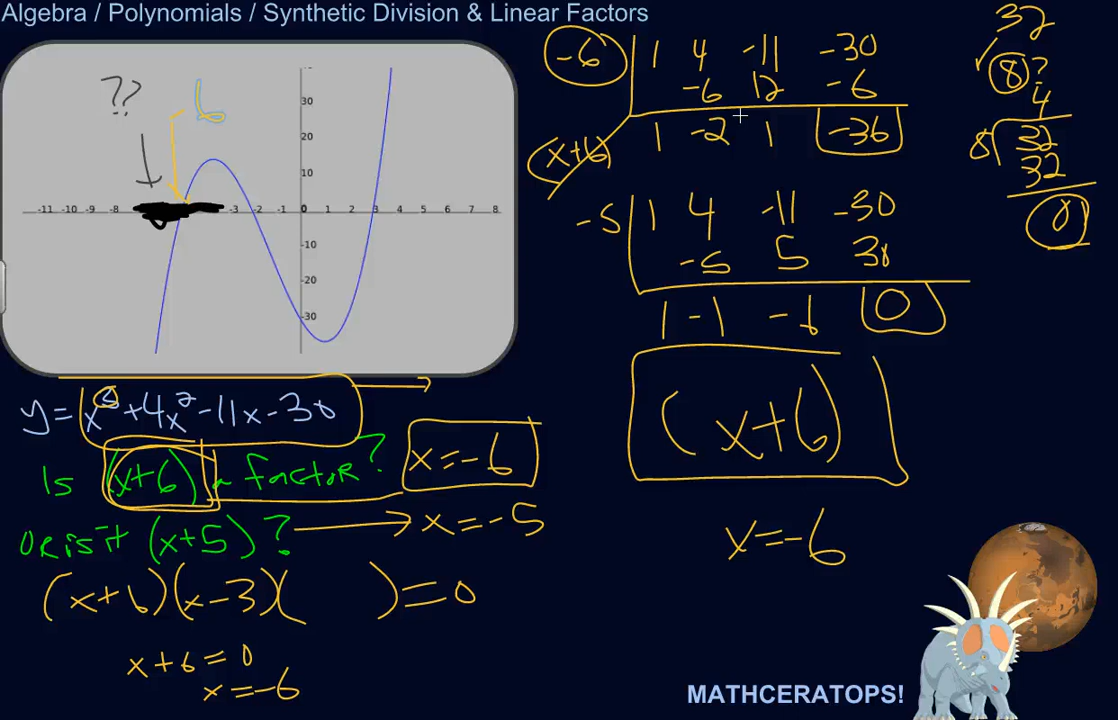 Algebra / Polynomials / Synthetic Division & Linear Factors
??
6
30
20
10
-11 -10 -9 -8 -3 -2 -1 0 1 2 3 4 5 6 7 8
-10
-20
-30
y = x³ + 4x² - 11x - 30
Is (x+6) a factor?
x = -6
or is it (x+5)?
x = -5
(x+6)(x-3)( ) = 0
x + 6 = 0
x = -6
-6 1 4 -11 -30
-6 12 -6
1 -2 1 -36
(x+6)
-5 1 4 -11 -30
-5 5 30
1 -1 -6 0
(x+6)
x = -6
32
8?
4
8 32
32
0
MATHCERATOPS!